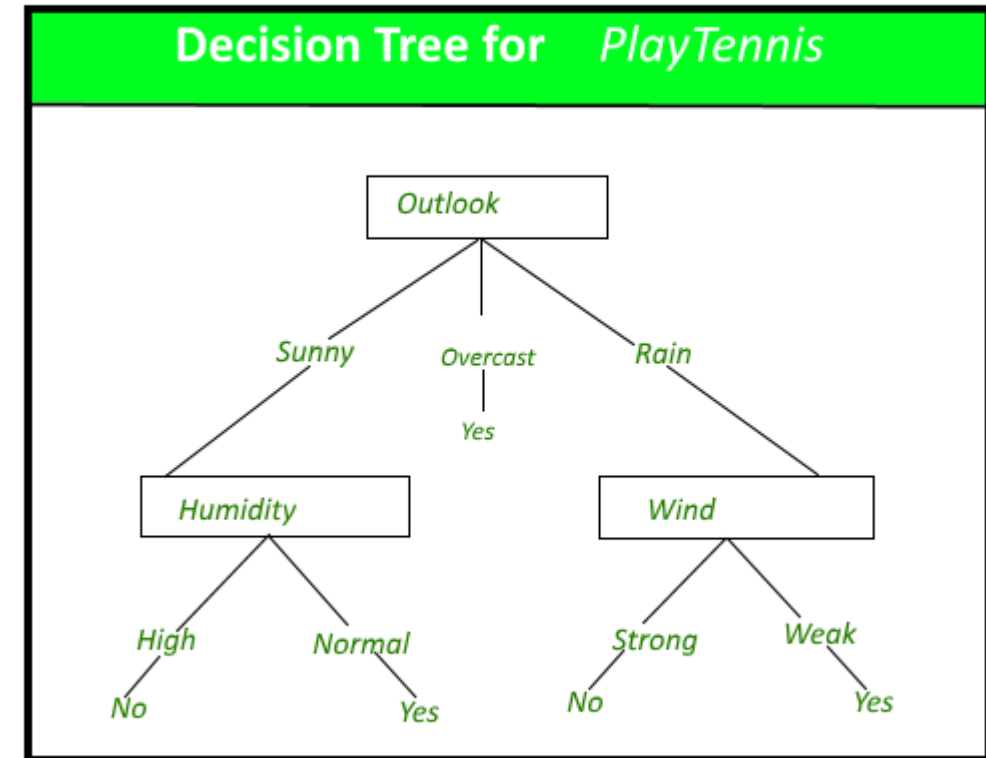 Decision Tree for PlayTennis
Outlook
Sunny Overcast Rain
Yes
Humidity Wind
High Normal Strong Weak
No Yes No Yes